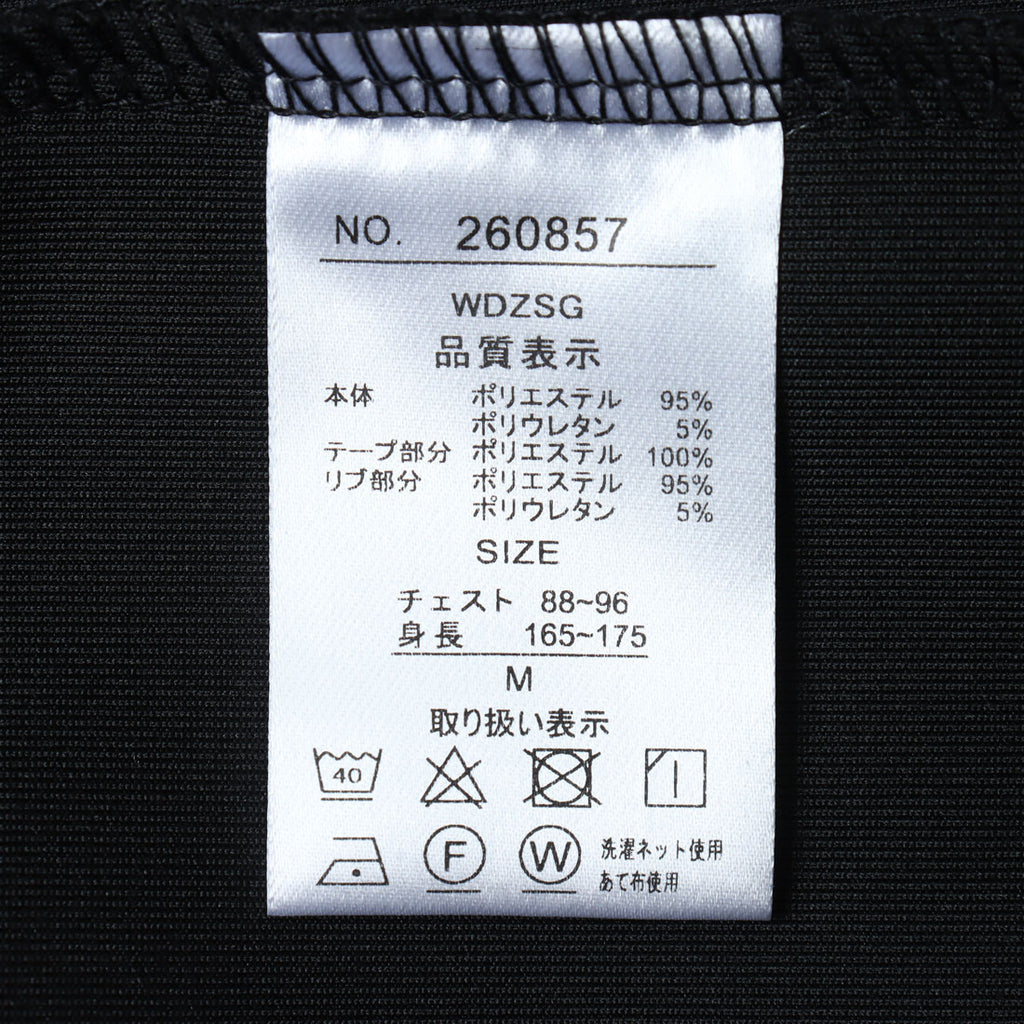 NO. 260857
WDZSG
品質表示
本体 ポリエステル 95%
ポリウレタン 5%
テープ部分 ポリエステル 100%
リブ部分 ポリエステル 95%
ポリウレタン 5%
SIZE
チェスト 88~96
身長 165~175
M
取り扱い表示
40
F W 洗濯ネット使用
あて布使用